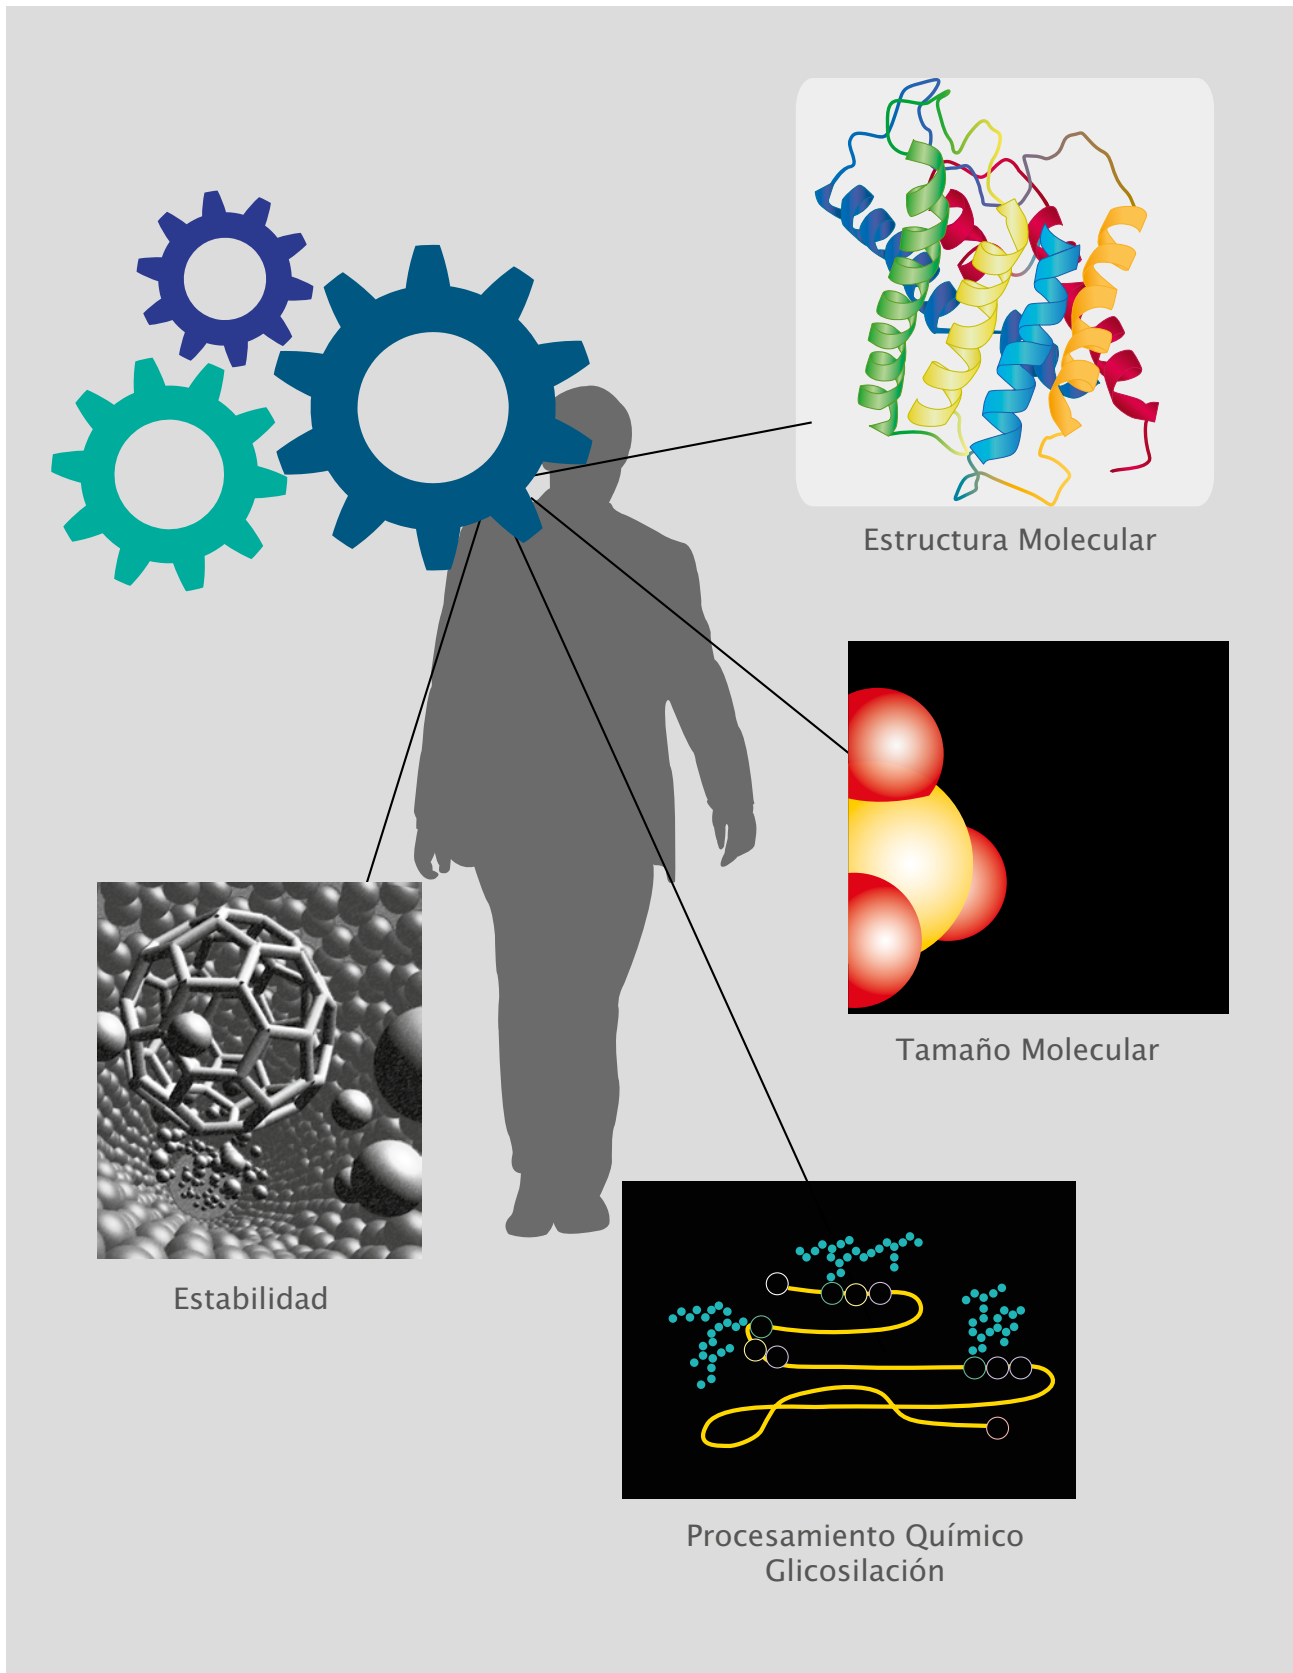 Estructura Molecular
Tamaño Molecular
Estabilidad
Procesamiento Químico
Glicosilación